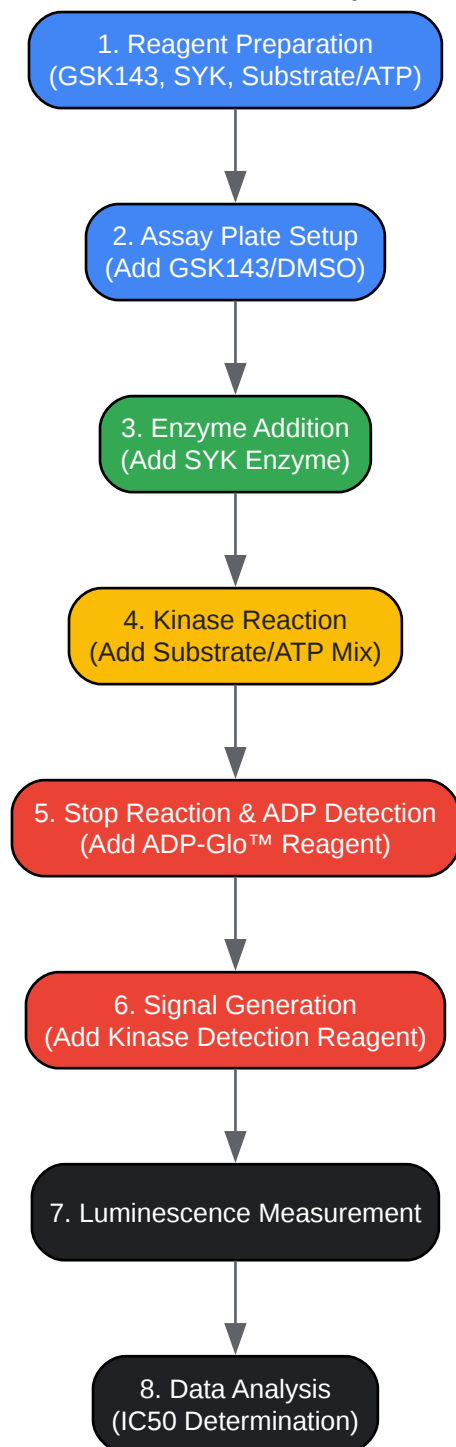 1. Reagent Preparation
(GSK143, SYK, Substrate/ATP)
2. Assay Plate Setup
(Add GSK143/DMSO)
3. Enzyme Addition
(Add SYK Enzyme)
4. Kinase Reaction
(Add Substrate/ATP Mix)
5. Stop Reaction & ADP Detection
(Add ADP-Glo™ Reagent)
6. Signal Generation
(Add Kinase Detection Reagent)
7. Luminescence Measurement
8. Data Analysis
(IC50 Determination)